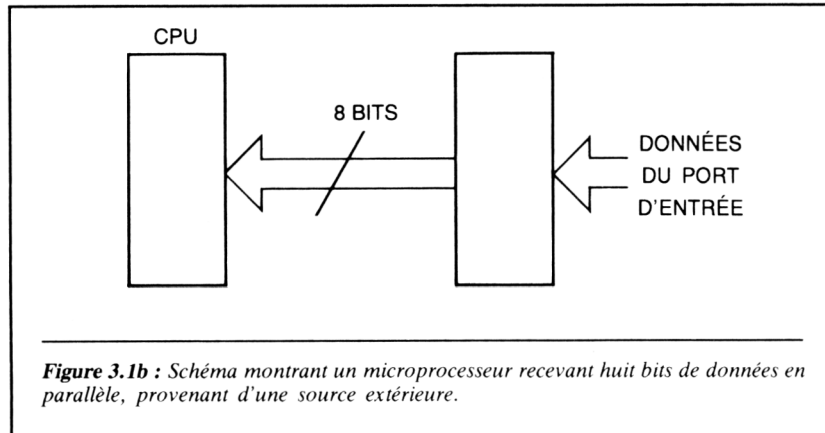 CPU
8 BITS
DONNÉES
DU PORT
D'ENTRÉE
Figure 3.1b : Schéma montrant un microprocesseur recevant huit bits de données en
parallèle, provenant d'une source extérieure.